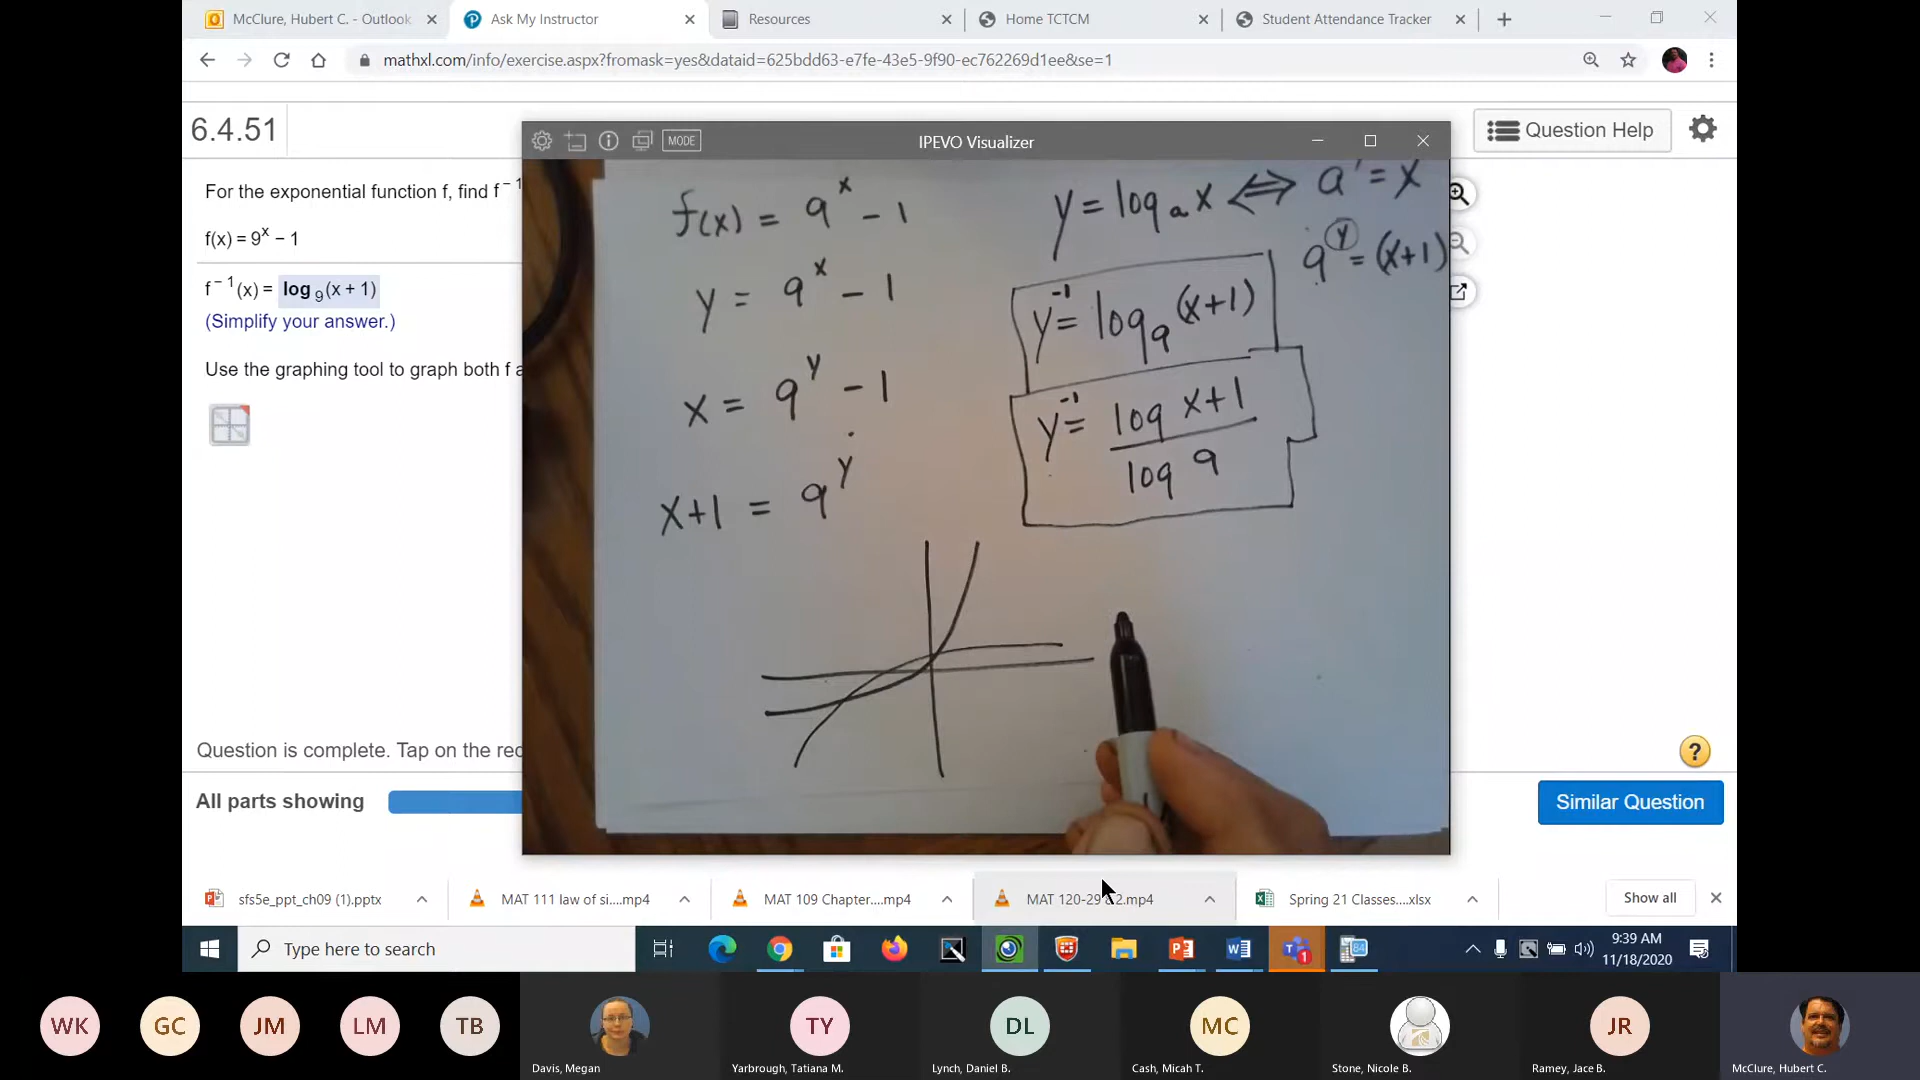 McClure, Hubert C. - Outlook
Ask My Instructor
Resources
Home TCTCM
Student Attendance Tracker
mathxl.com/info/exercise.aspx?fromask=yes&dataid=625bdd63-e7fe-43e5-9f90-ec762269d1ee&se=1
6.4.51
Question Help
For the exponential function f, find f⁻¹
f(x) = 9ˣ − 1
f⁻¹(x) = log₉(x + 1)
(Simplify your answer.)
Use the graphing tool to graph both f a
MODE
IPEVO Visualizer
f(x) = 9ˣ − 1
y = 9ˣ − 1
x = 9ʸ − 1
x+1 = 9ʸ
y = logₐ x ⟺ aʸ = x
9ʸ = (x+1)
y⁻¹ = log₉ (x+1)
y⁻¹ = log x+1 / log 9
Question is complete. Tap on the red
All parts showing
Similar Question
?
sfs5e_ppt_ch09 (1).pptx
MAT 111 law of si....mp4
MAT 109 Chapter....mp4
MAT 120-29 8.2.mp4
Spring 21 Classes....xlsx
Show all
Type here to search
9:39 AM
11/18/2020
WK
GC
JM
LM
TB
TY
DL
MC
JR
Davis, Megan
Yarbrough, Tatiana M.
Lynch, Daniel B.
Cash, Micah T.
Stone, Nicole B.
Ramey, Jace B.
McClure, Hubert C.